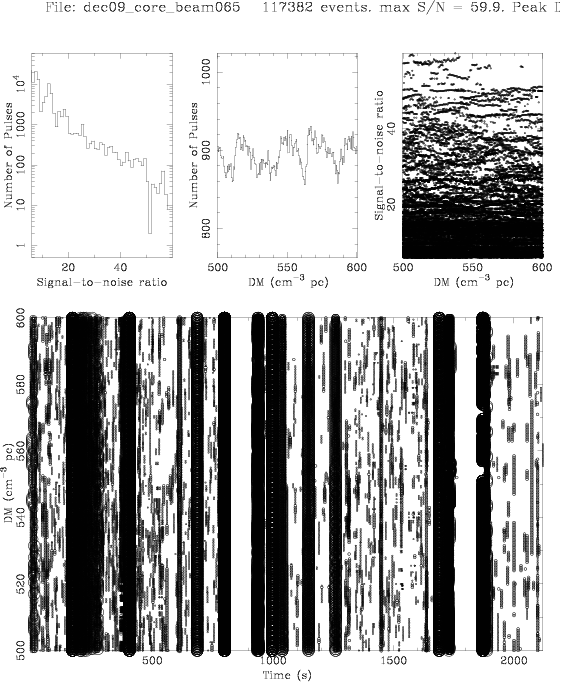 File: dec09_core_beam065 117382 events. max S/N = 59.9. Peak D
Number of Pulses
10⁴
1000
100
10
1
20 40
Signal-to-noise ratio
Number of Pulses
1000
900
800
500 550 600
DM (cm⁻³ pc)
Signal-to-noise ratio
40
20
500 550 600
DM (cm⁻³ pc)
DM (cm⁻³ pc)
600
580
560
540
520
500
500 1000 1500 2000
Time (s)